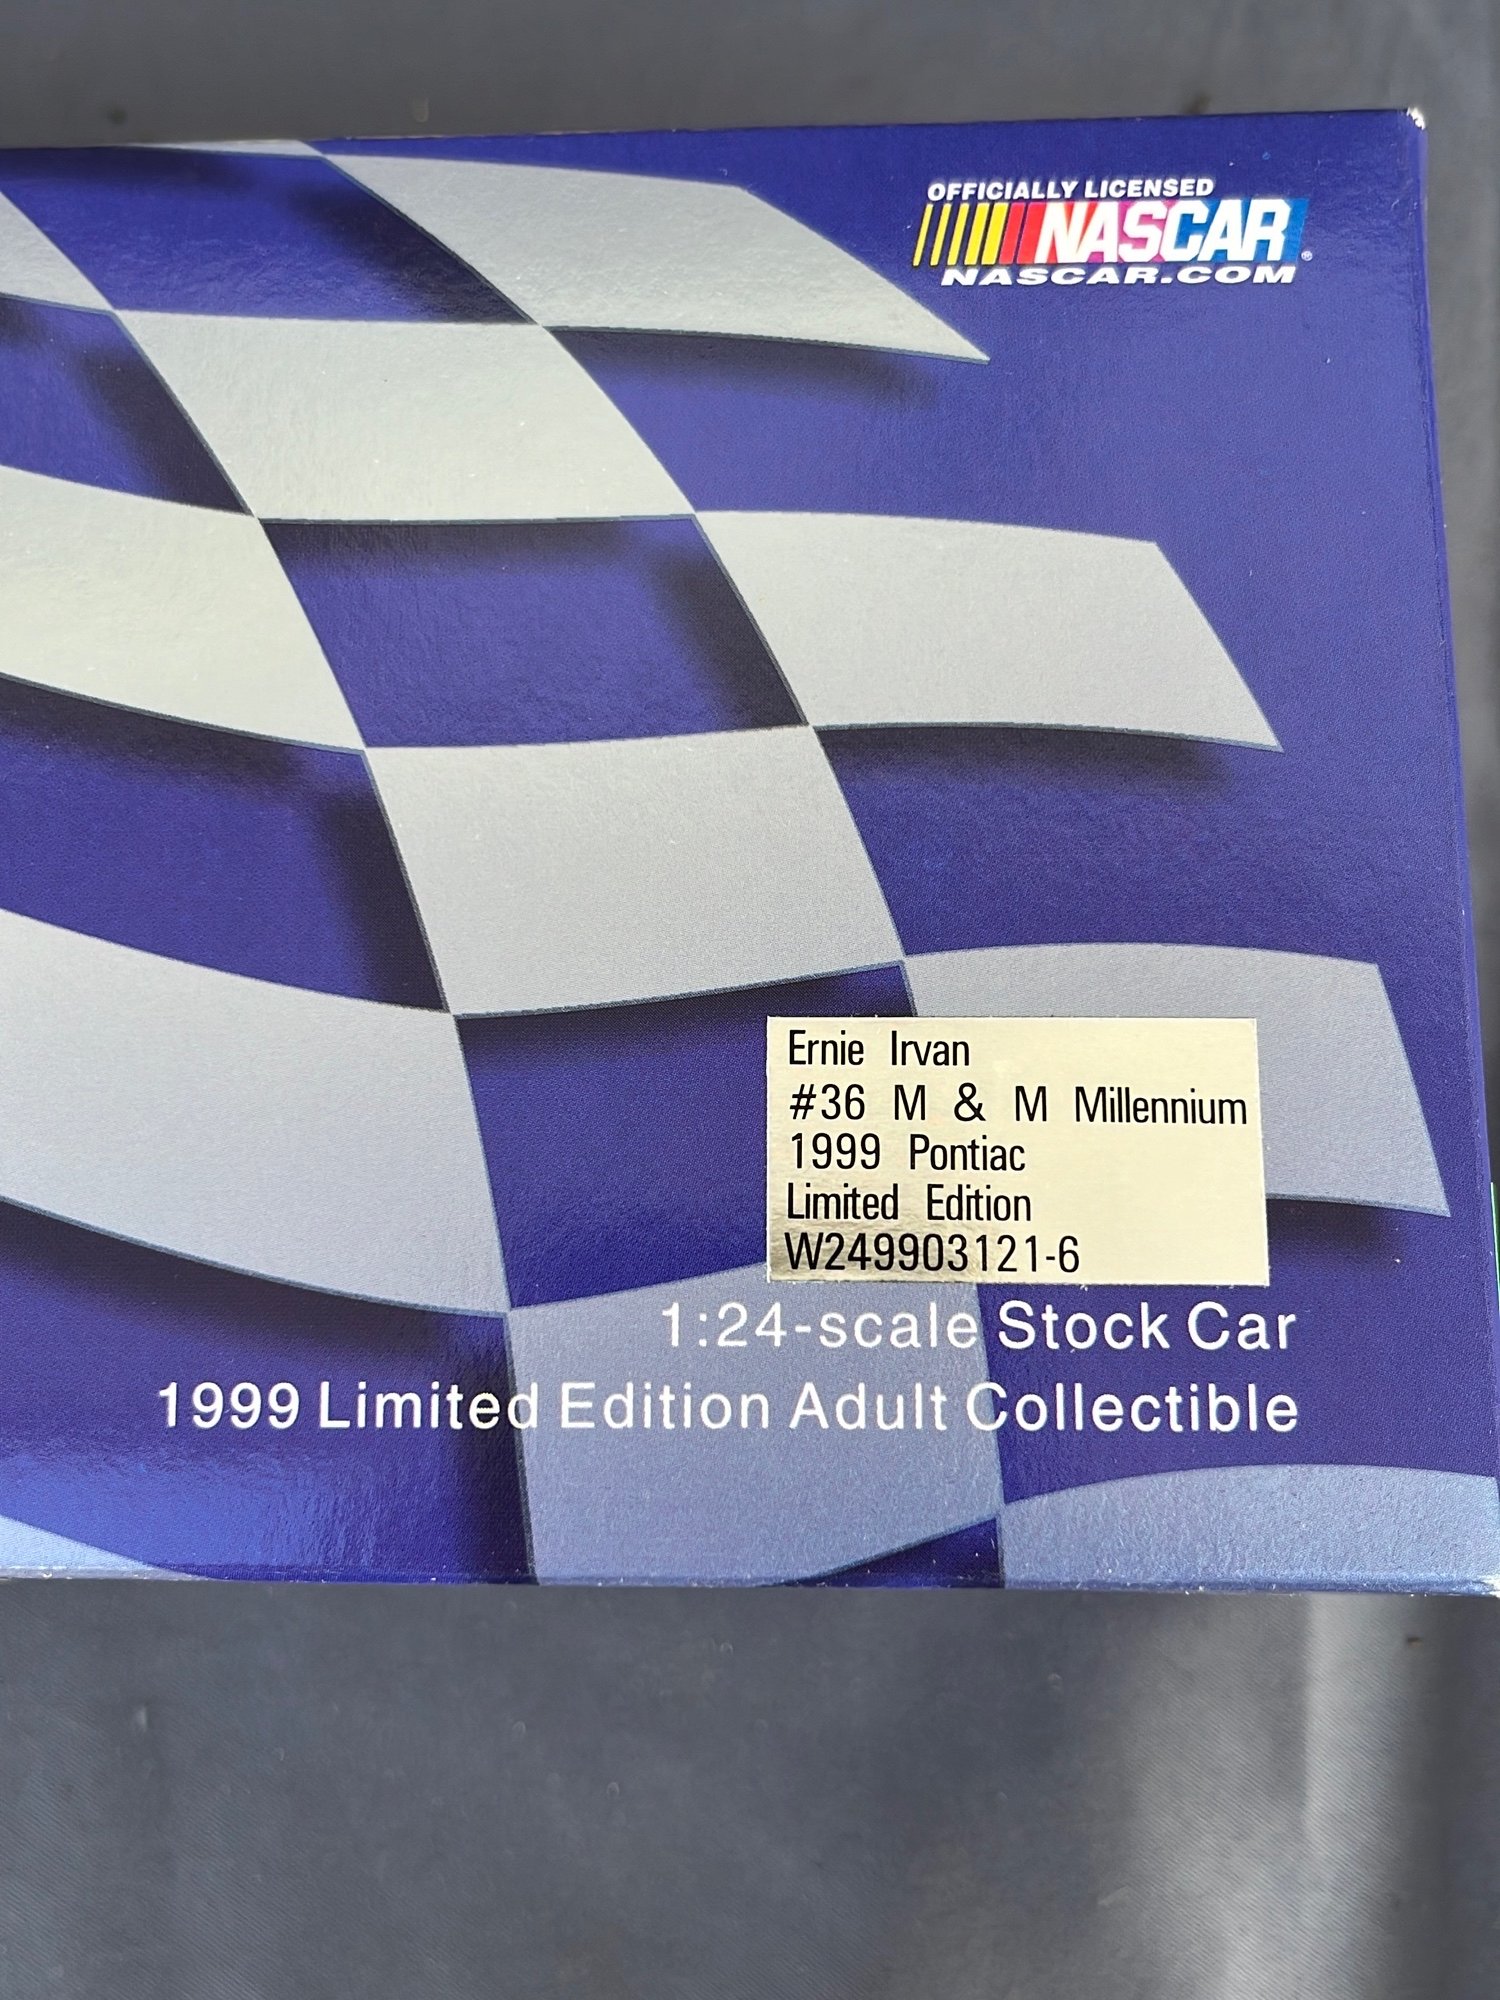 OFFICIALLY LICENSED
NASCAR®
NASCAR.COM
Ernie Irvan
#36 M & M Millennium
1999 Pontiac
Limited Edition
W249903121-6
1:24-scale Stock Car
1999 Limited Edition Adult Collectible